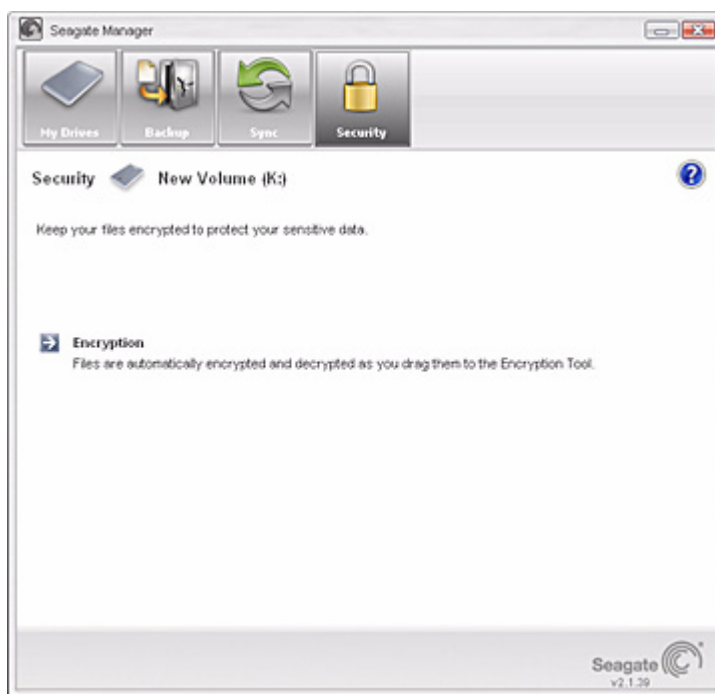 Seagate Manager
My Drives Backup Sync Security
Security New Volume (K:)
Keep your files encrypted to protect your sensitive data.
Encryption
Files are automatically encrypted and decrypted as you drag them to the Encryption Tool.
Seagate
v2.1.39